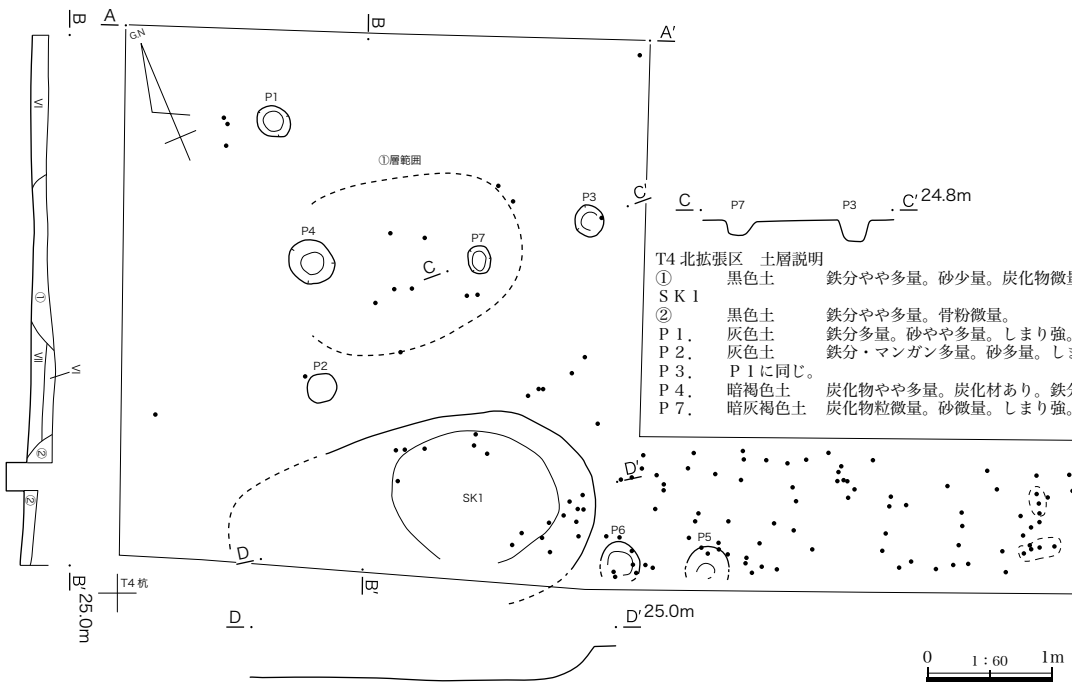 B
A
B
A′
G.N
P1
①層範囲
C′
P3
P4
P7
C
P2
SK1
D
D′
P6
P5
B′
T4 杭
Ⅵ
①
Ⅶ
Ⅵ
②
②
B′
25.0m
C
P7
P3
C′ 24.8m
T4 北拡張区 土層説明
① 黒色土 鉄分やや多量。砂少量。炭化物微量
SK1
② 黒色土 鉄分やや多量。骨粉微量。
P1. 灰色土 鉄分多量。砂やや多量。しまり強。
P2. 灰色土 鉄分・マンガン多量。砂多量。しま
P3. P1に同じ。
P4. 暗褐色土 炭化物やや多量。炭化材あり。鉄分
P7. 暗灰褐色土 炭化物粒微量。砂微量。しまり強。
D
D′ 25.0m
0 1:60 1m